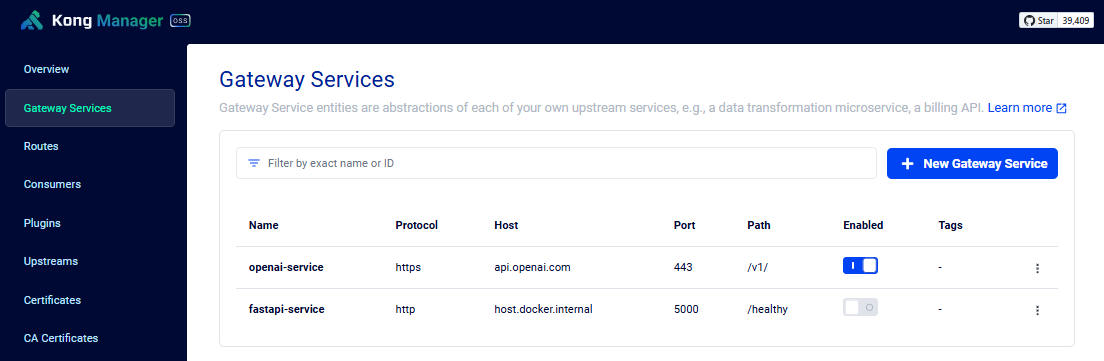 Kong Manager OSS
Star 39,409
Overview
Gateway Services
Routes
Consumers
Plugins
Upstreams
Certificates
CA Certificates
Gateway Services
Gateway Service entities are abstractions of each of your own upstream services, e.g., a data transformation microservice, a billing API. Learn more
Filter by exact name or ID
+ New Gateway Service
Name Protocol Host Port Path Enabled Tags
openai-service https api.openai.com 443 /v1/ -
fastapi-service http host.docker.internal 5000 /healthy -